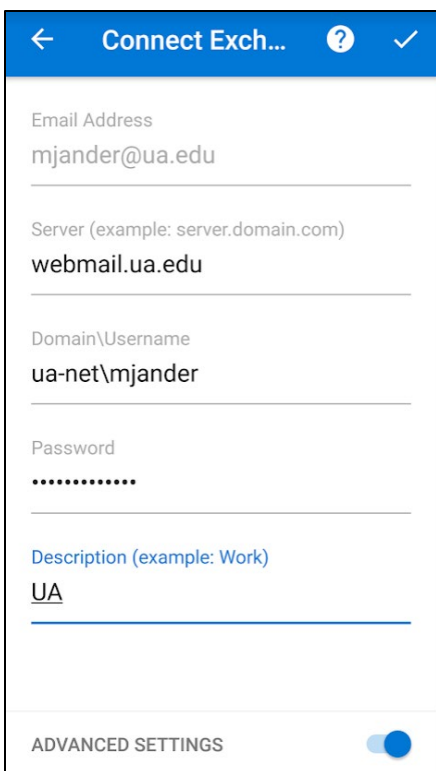 Connect Exch...
Email Address
mjander@ua.edu
Server (example: server.domain.com)
webmail.ua.edu
Domain\Username
ua-net\mjander
Password
•••••••••••••
Description (example: Work)
UA
ADVANCED SETTINGS